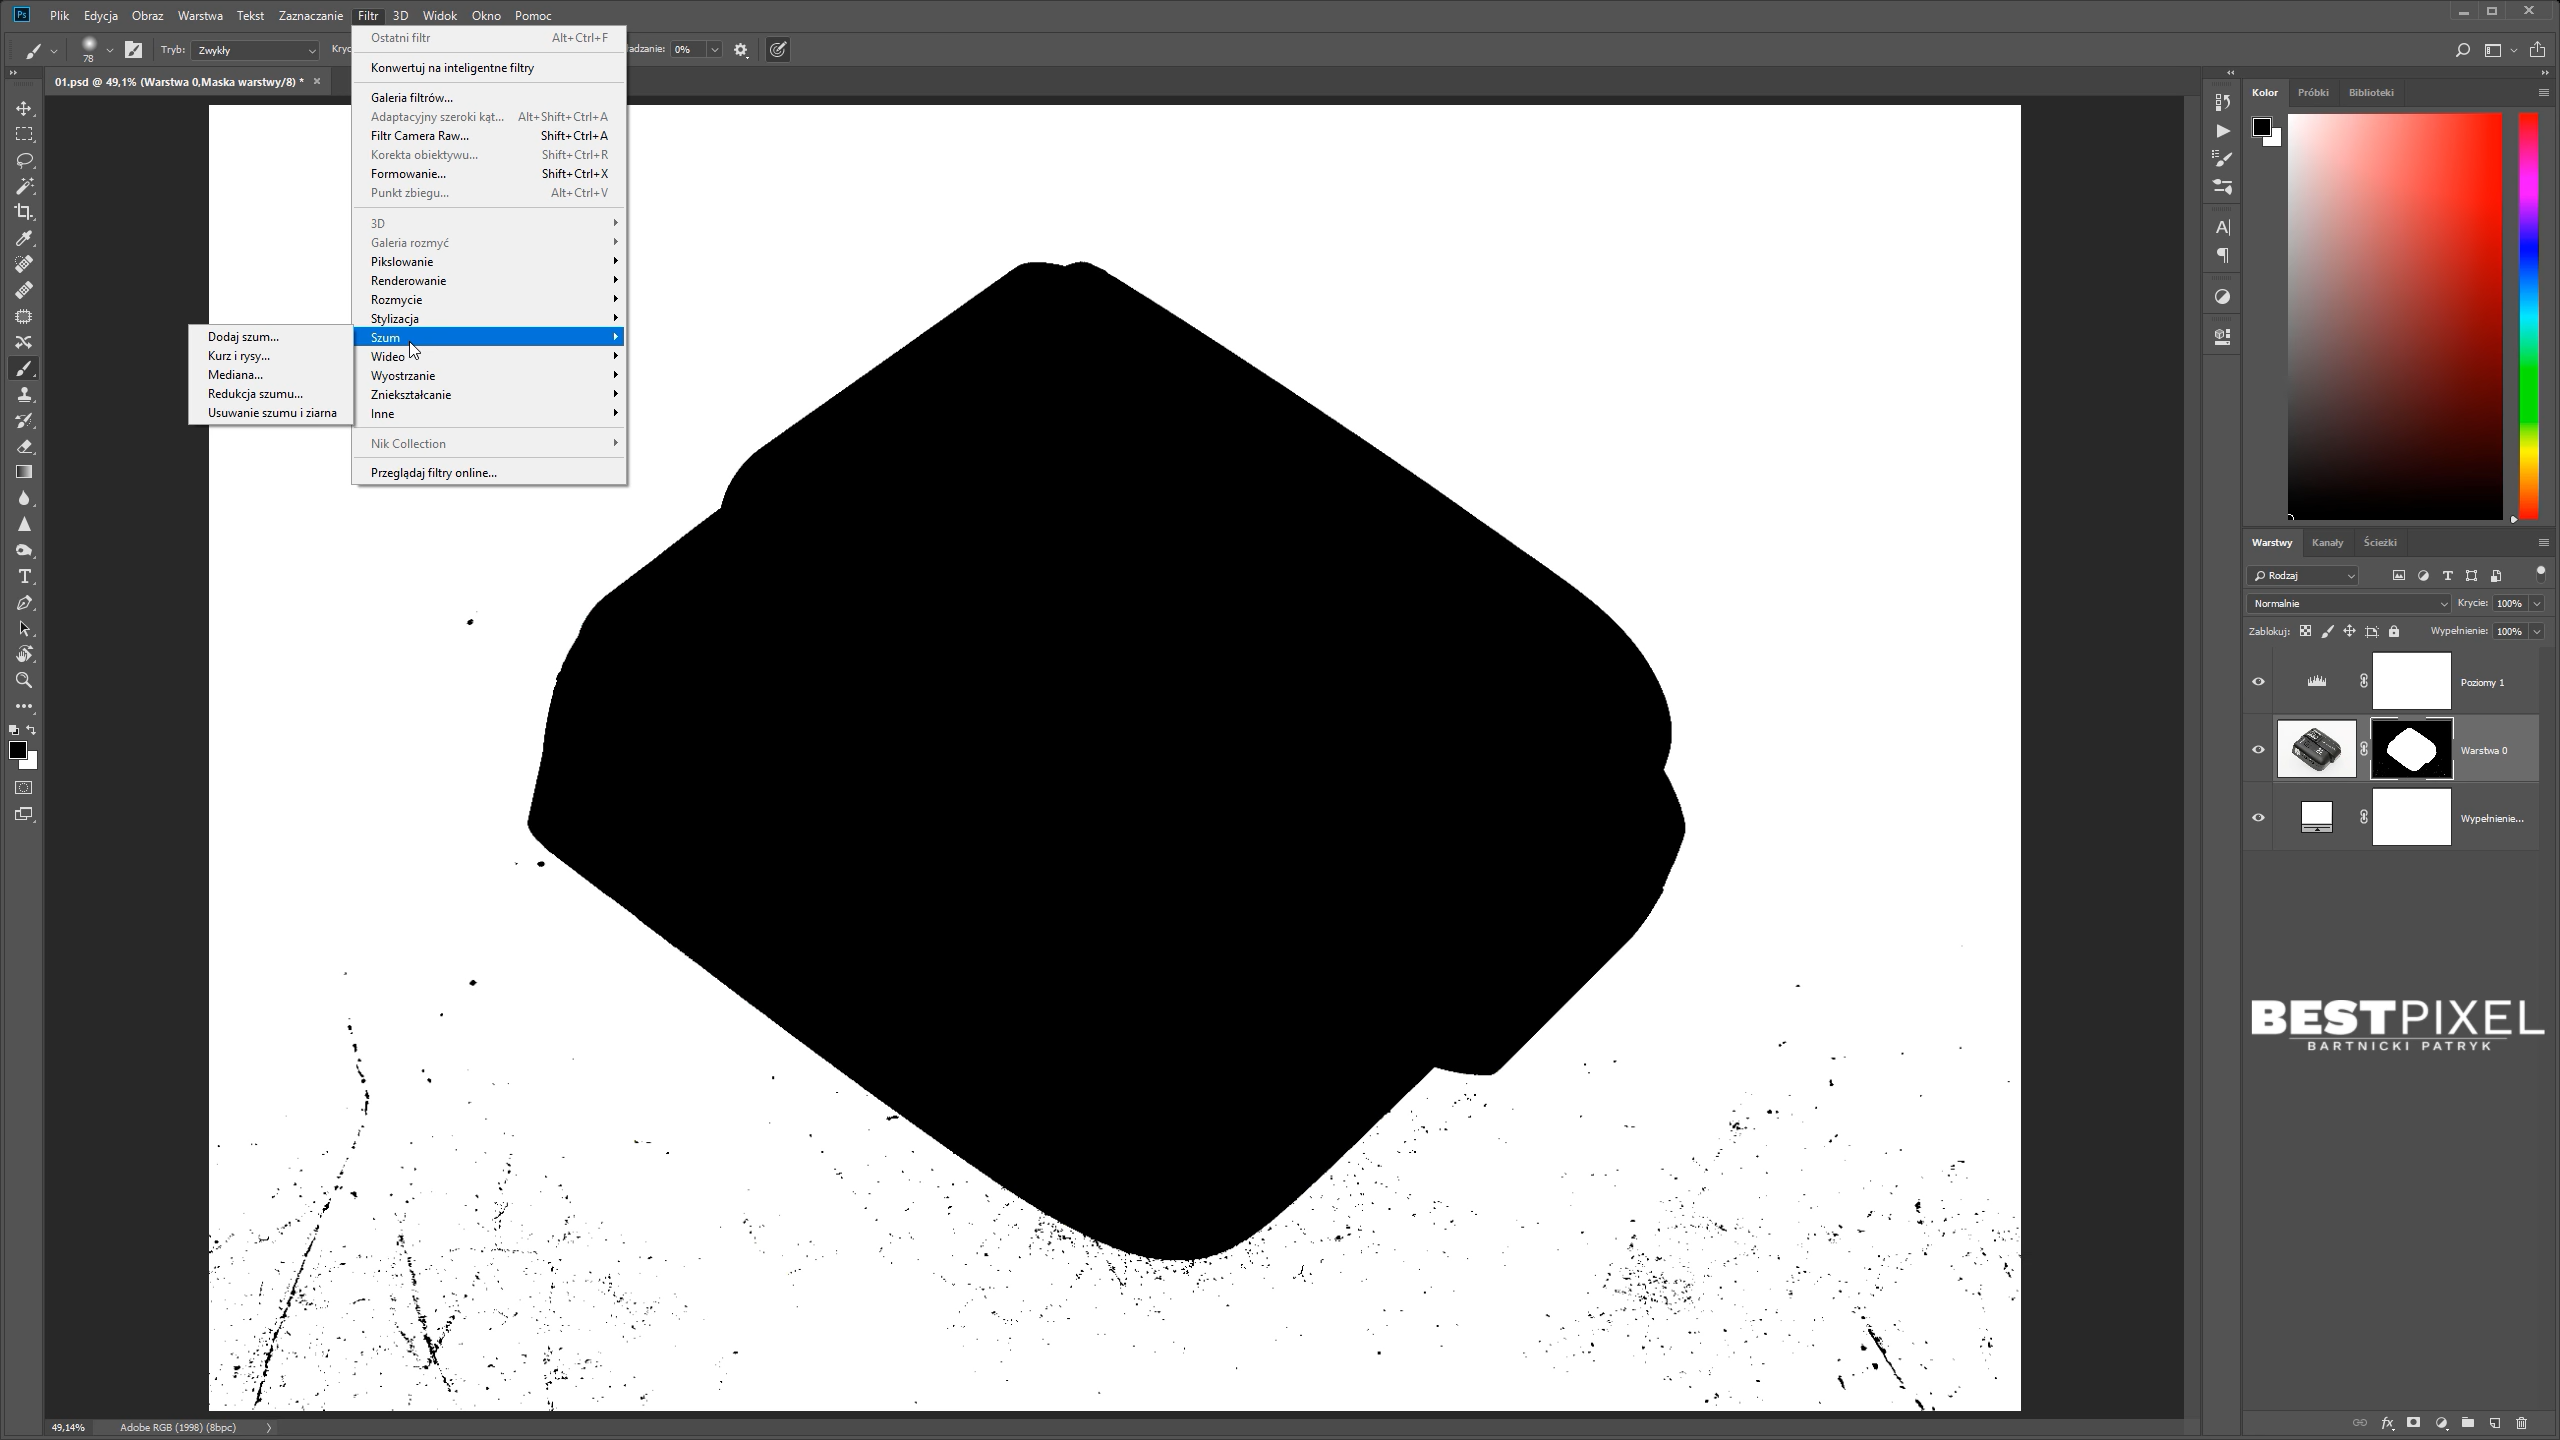 Ps Plik Edycja Obraz Warstwa Tekst Zaznaczanie Filtr 3D Widok Okno Pomoc
78 Tryb: Zwykły Kryc adzanie: 0%
01.psd @ 49,1% (Warstwa 0,Maska warstwy/8) *
Ostatni filtr Alt+Ctrl+F
Konwertuj na inteligentne filtry
Galeria filtrów...
Adaptacyjny szeroki kąt... Alt+Shift+Ctrl+A
Filtr Camera Raw... Shift+Ctrl+A
Korekta obiektywu... Shift+Ctrl+R
Formowanie... Shift+Ctrl+X
Punkt zbiegu... Alt+Ctrl+V
3D
Galeria rozmyć
Pikslowanie
Renderowanie
Rozmycie
Stylizacja
Szum
Wideo
Wyostrzanie
Zniekształcanie
Inne
Nik Collection
Przeglądaj filtry online...
Dodaj szum...
Kurz i rysy...
Mediana...
Redukcja szumu...
Usuwanie szumu i ziarna
Kolor Próbki Biblioteki
Warstwy Kanały Ścieżki
Rodzaj
Normalnie Krycie: 100%
Zablokuj: Wypełnienie: 100%
Poziomy 1
Warstwa 0
Wypełnienie...
BESTPIXEL
BARTNICKI PATRYK
49,14% Adobe RGB (1998) (8bpc)